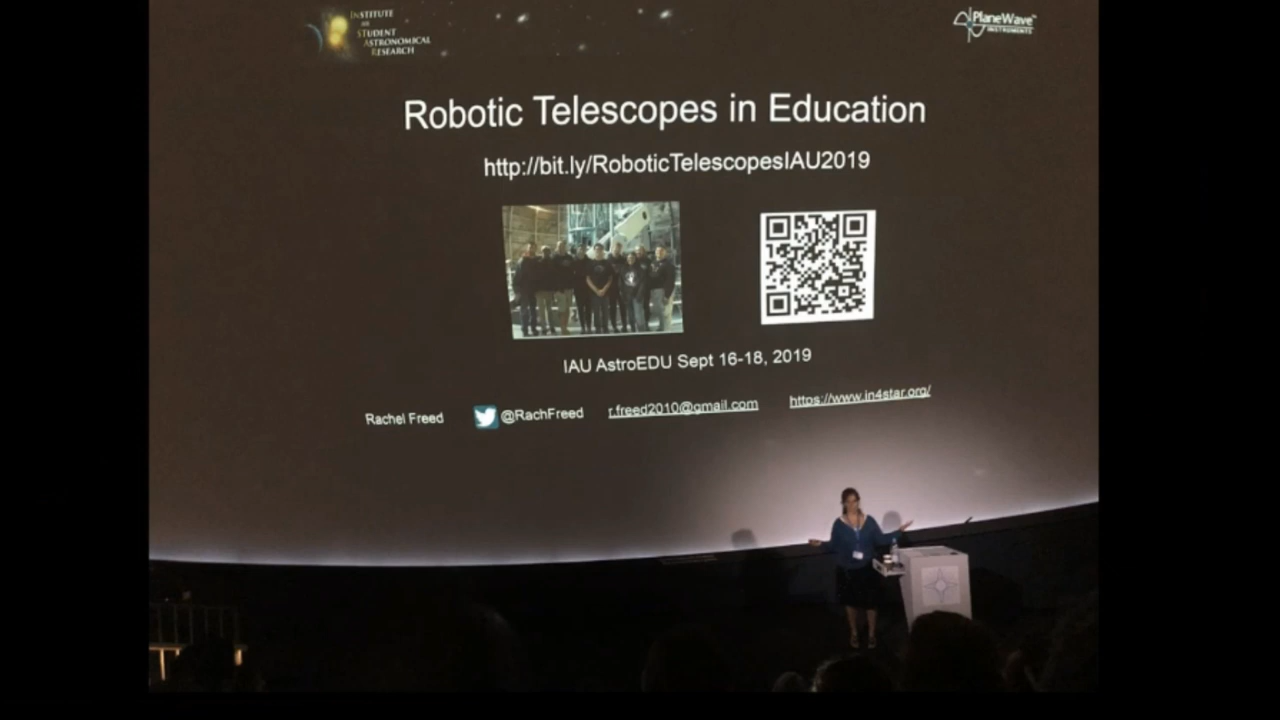 INSTITUTE
FOR
STUDENT
ASTRONOMICAL
RESEARCH
PlaneWave
INSTRUMENTS
Robotic Telescopes in Education
http://bit.ly/RoboticTelescopesIAU2019
IAU AstroEDU Sept 16-18, 2019
Rachel Freed @RachFreed r.freed2010@gmail.com https://www.in4star.org/